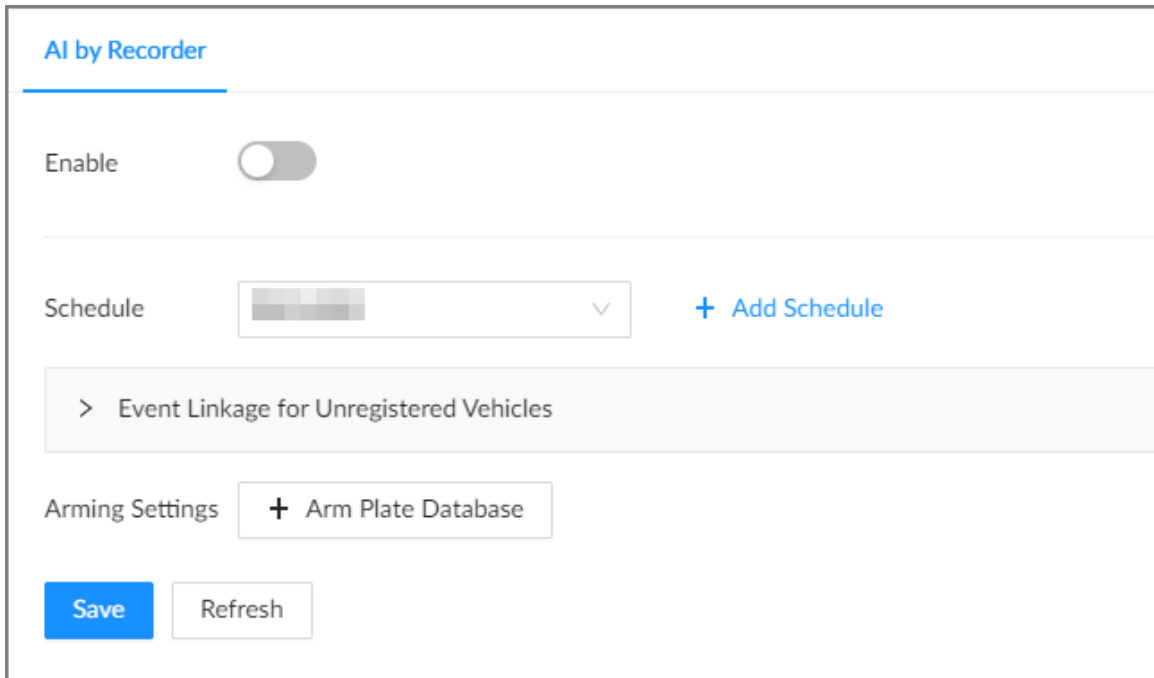 AI by Recorder
Enable
Schedule + Add Schedule
> Event Linkage for Unregistered Vehicles
Arming Settings + Arm Plate Database
Save Refresh